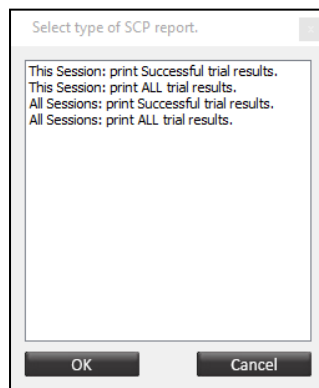 Select type of SCP report.
x
This Session: print Successful trial results.
This Session: print ALL trial results.
All Sessions: print Successful trial results.
All Sessions: print ALL trial results.
OK Cancel